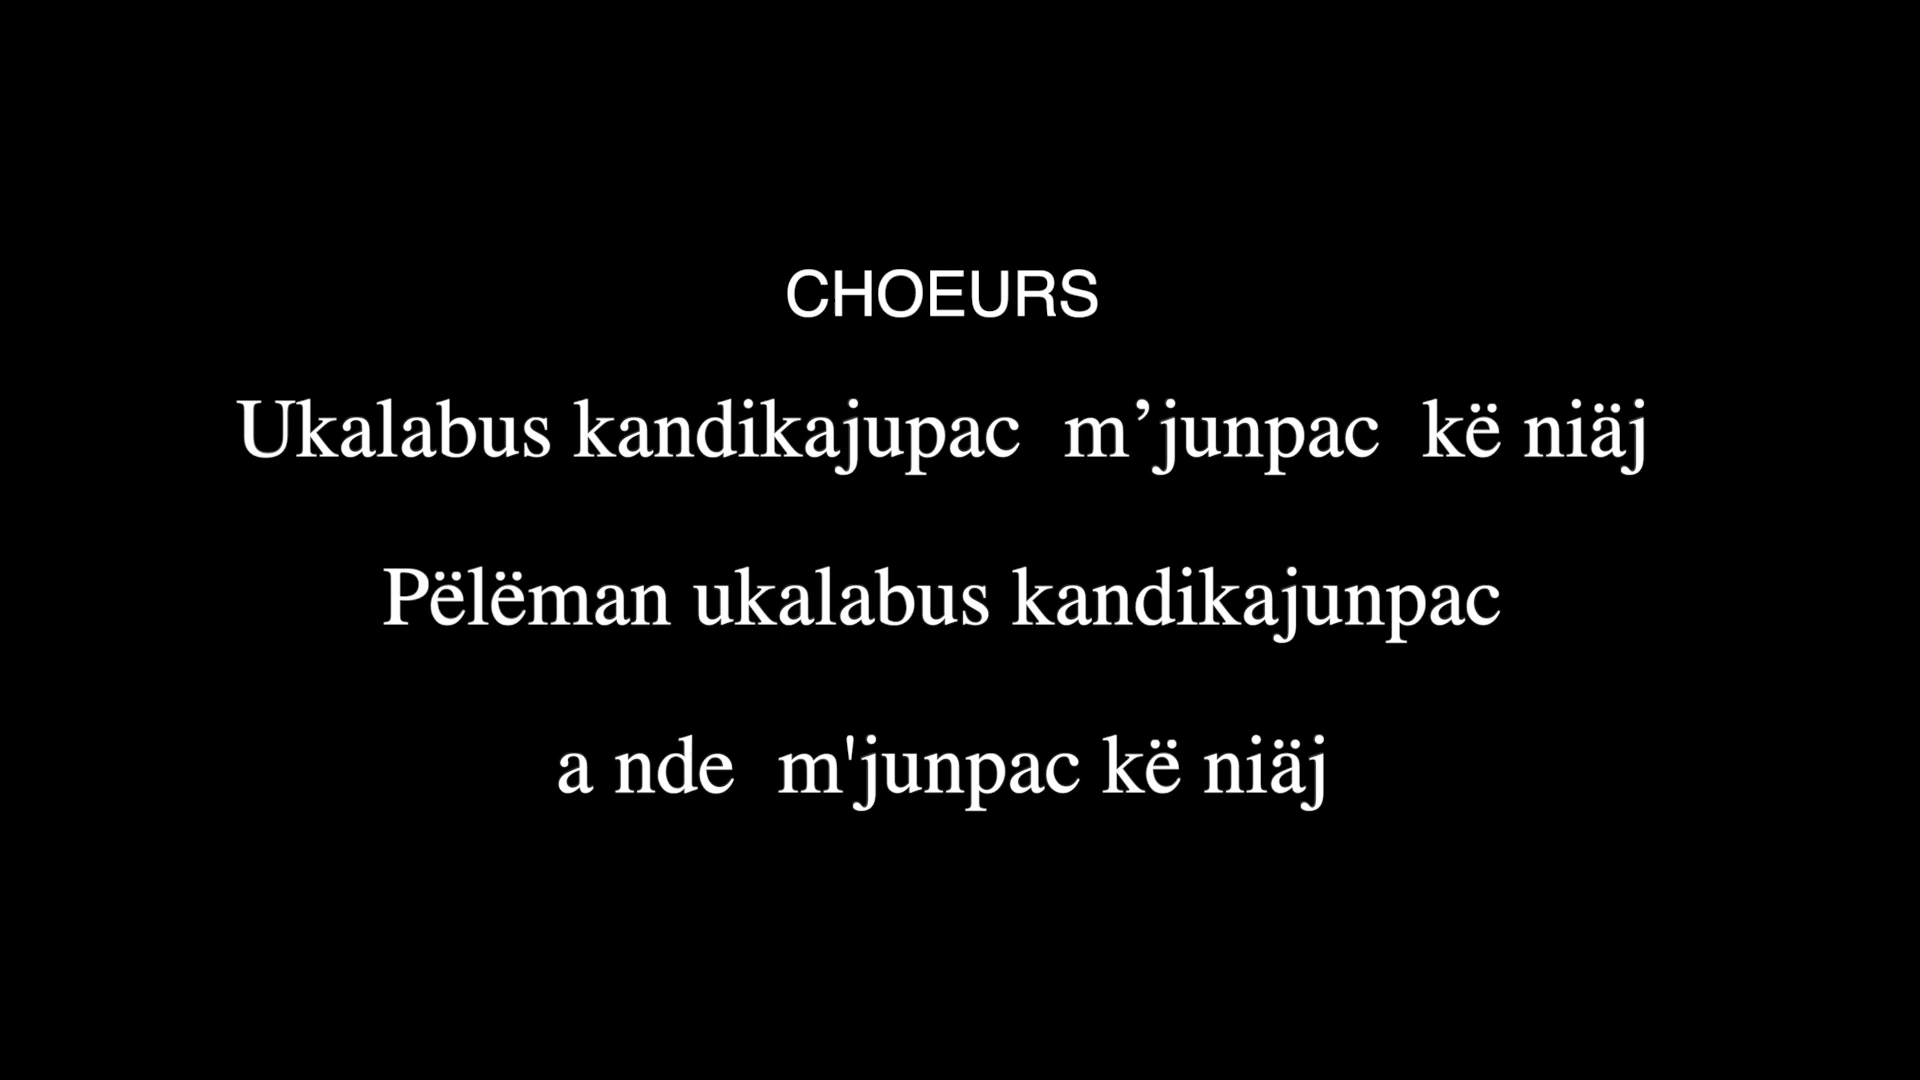 CHOEURS
Ukalabus kandikajupac  m’junpac  kë niäj
Pëlëman ukalabus kandikajunpac
a nde  m'junpac kë niäj